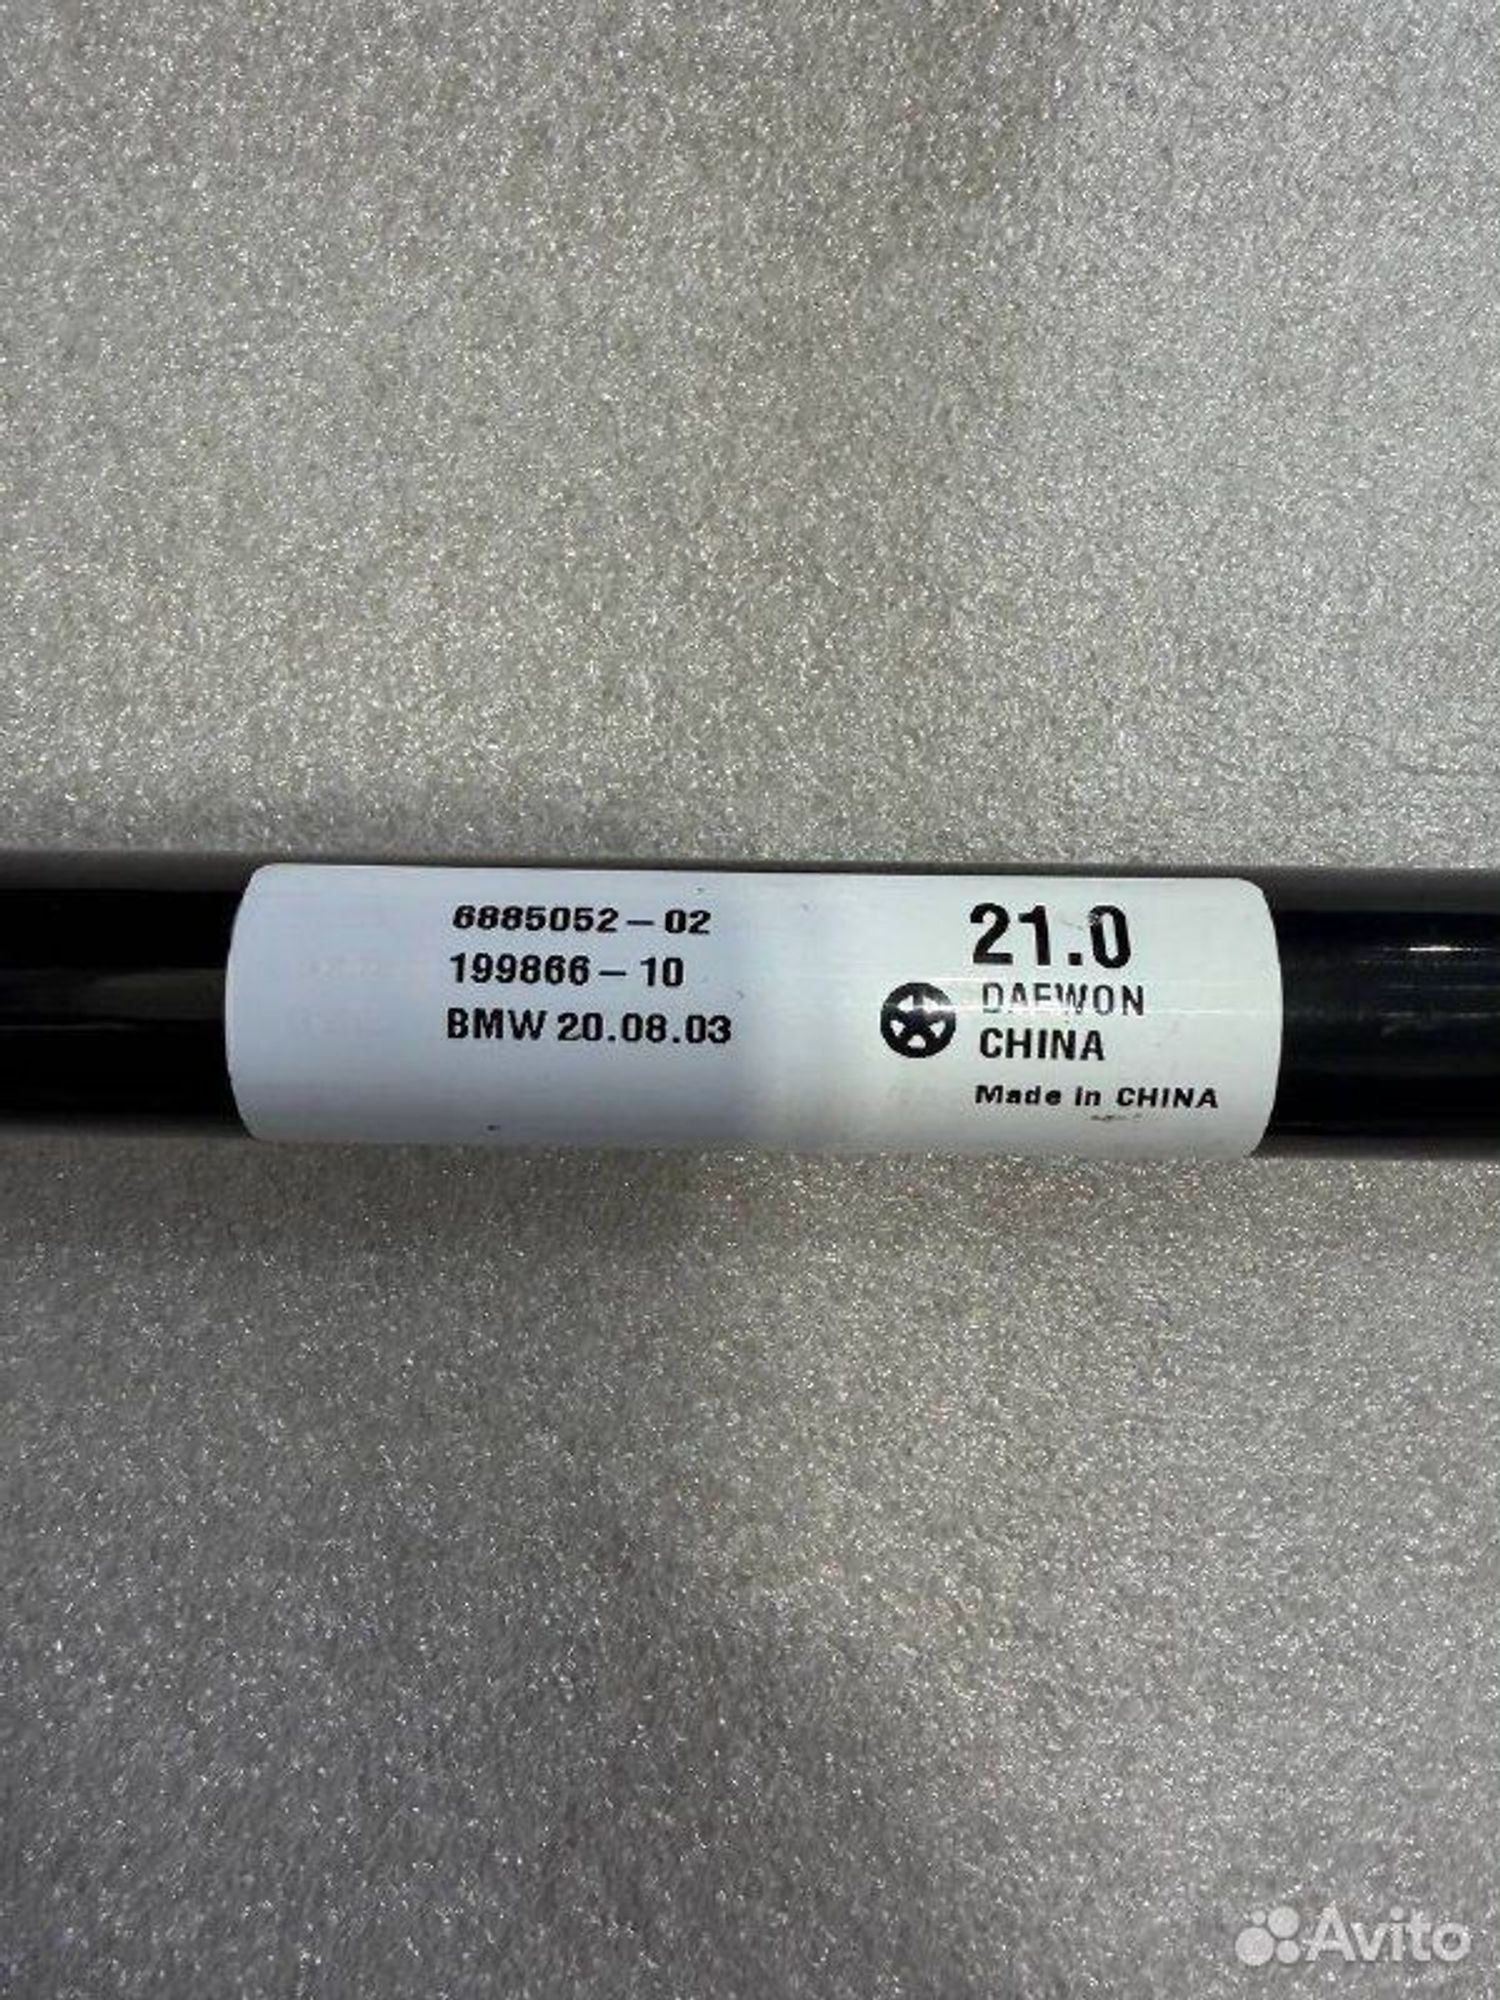 6885052-02
199866-10
BMW 20.08.03
21.0
DAEWON
CHINA
Made in CHINA
Avito